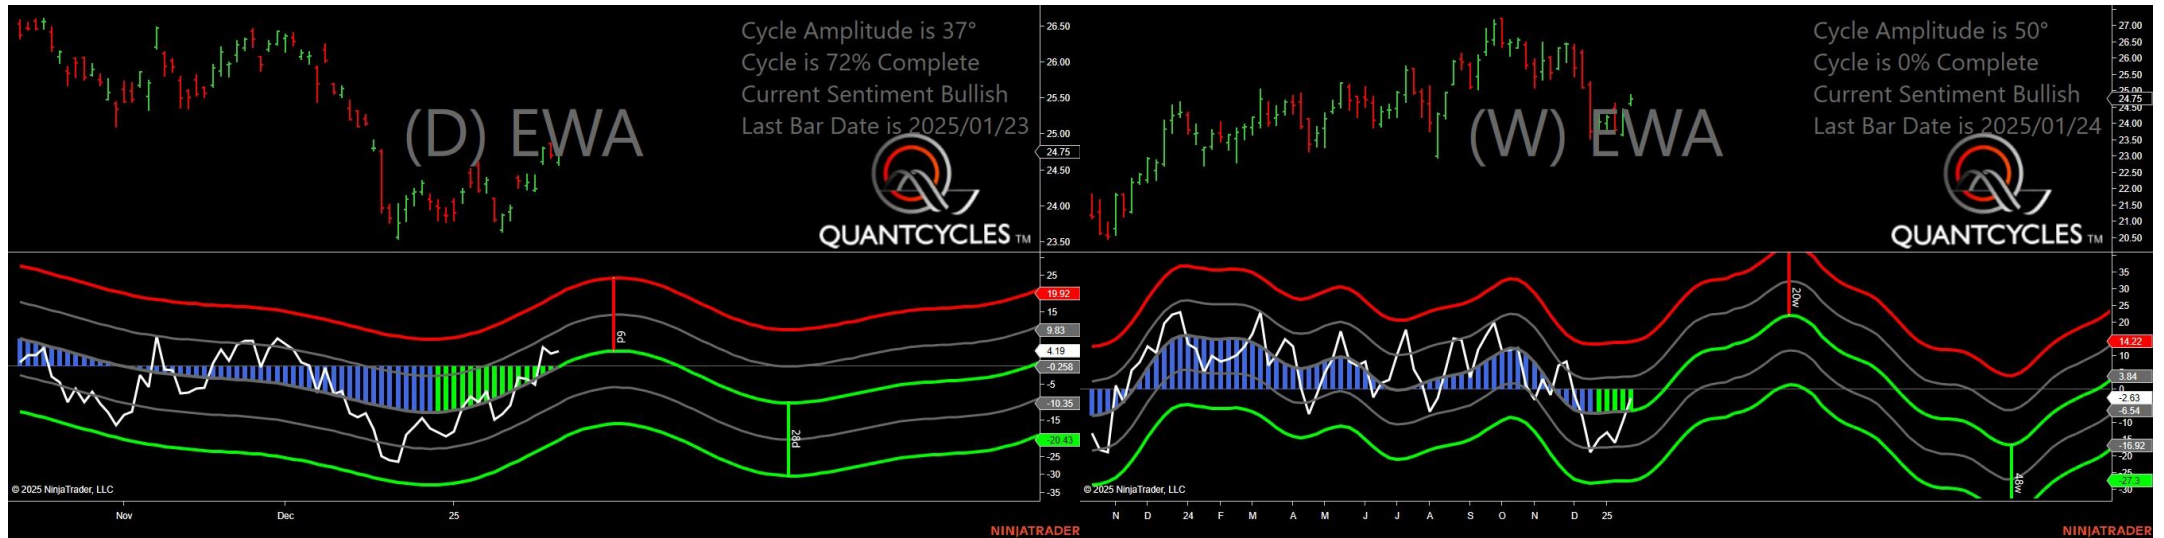 Cycle Amplitude is 37°
Cycle is 72% Complete
Current Sentiment Bullish
Last Bar Date is 2025/01/23
(D) EWA
QUANTCYCLES TM
26.50
26.00
25.50
25.00
24.75
24.50
24.00
23.50
25
19.92
15
9.83
4.19
-0.258
-5
-10.35
-15
-20.43
-25
-30
-35
6d
28d
© 2025 NinjaTrader, LLC
Nov
Dec
25
NINJATRADER
Cycle Amplitude is 50°
Cycle is 0% Complete
Current Sentiment Bullish
Last Bar Date is 2025/01/24
(W) EWA
QUANTCYCLES TM
27.00
26.50
26.00
25.50
25.00
24.75
24.50
24.00
23.50
23.00
22.50
22.00
21.50
21.00
20.50
35
30
25
20
14.22
10
3.84
0
-2.63
-6.54
-10
-16.92
-20
-27.3
-30
20w
48w
© 2025 NinjaTrader, LLC
N D 24 F M A M J J A S O N D 25
NINJATRADER